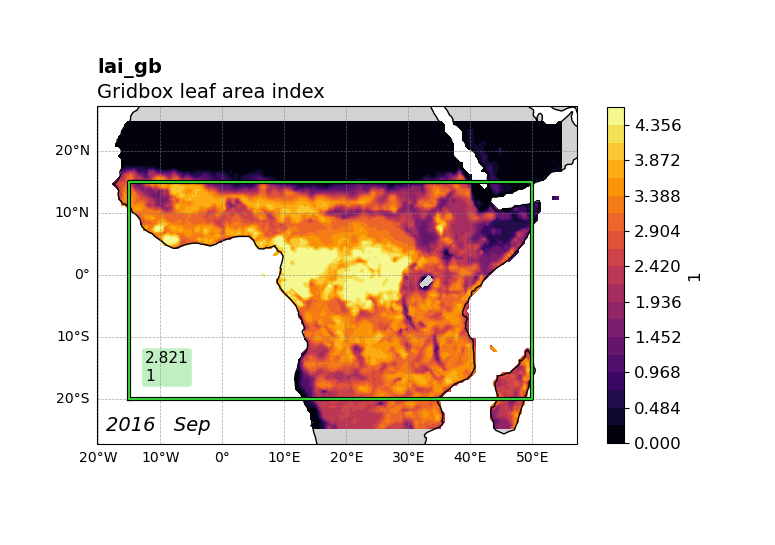 lai_gb
Gridbox leaf area index
20°N
10°N
0°
10°S
20°S
20°W
10°W
0°
10°E
20°E
30°E
40°E
50°E
2.821
1
2016 Sep
4.356
3.872
3.388
2.904
2.420
1.936
1.452
0.968
0.484
0.000
1